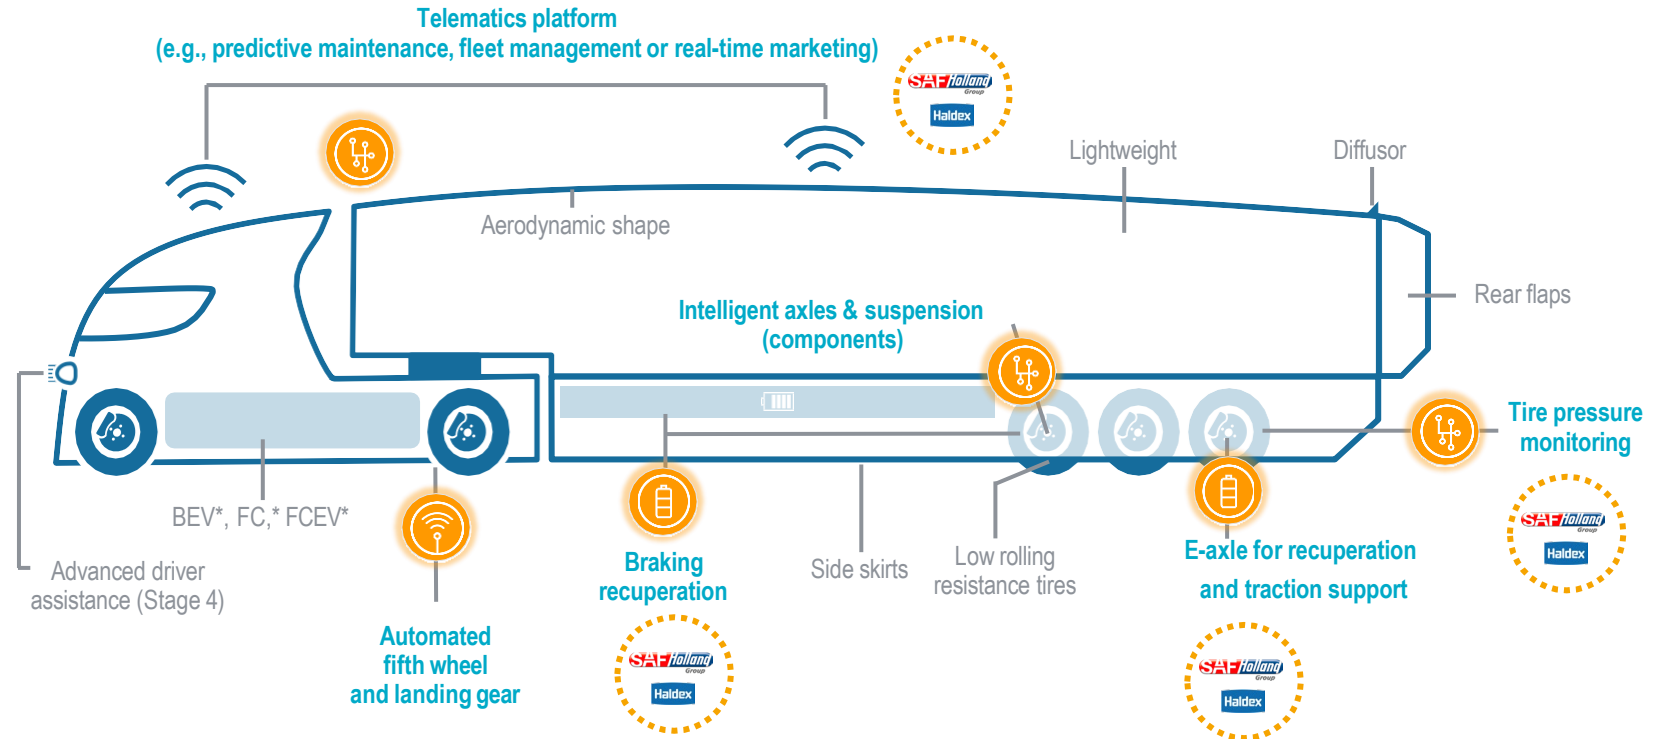 Telematics platform
(e.g., predictive maintenance, fleet management or real-time marketing)
SAF Holland
Group
Haldex
Lightweight
Diffusor
Aerodynamic shape
Rear flaps
Intelligent axles & suspension
(components)
Tire pressure
monitoring
SAF Holland
Group
Haldex
BEV*, FC,* FCEV*
Advanced driver
assistance (Stage 4)
Automated
fifth wheel
and landing gear
Braking
recuperation
SAF Holland
Group
Haldex
Side skirts
Low rolling
resistance tires
E-axle for recuperation
and traction support
SAF Holland
Group
Haldex